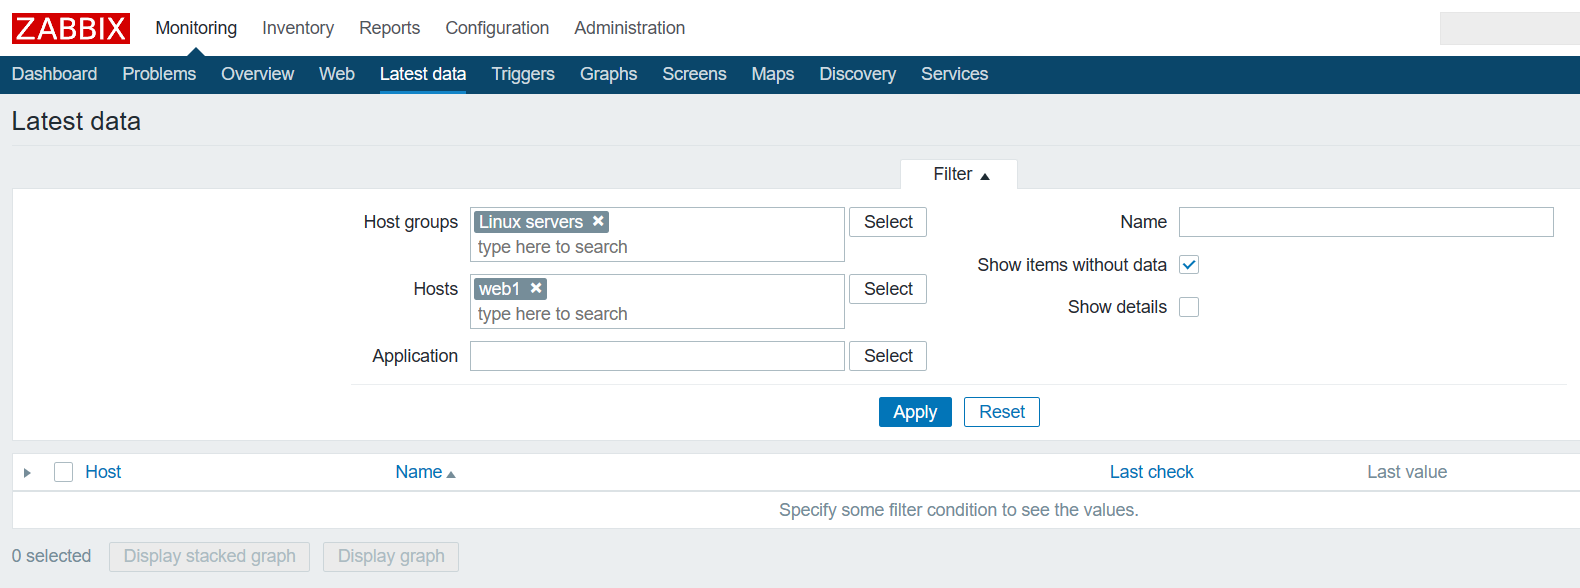 ZABBIX Monitoring Inventory Reports Configuration Administration
Dashboard Problems Overview Web Latest data Triggers Graphs Screens Maps Discovery Services
Latest data
Filter
Host groups Linux servers Select Name
type here to search
Show items without data
Hosts web1 Select
type here to search
Show details
Application Select
Apply Reset
Host Name Last check Last value
Specify some filter condition to see the values.
0 selected Display stacked graph Display graph